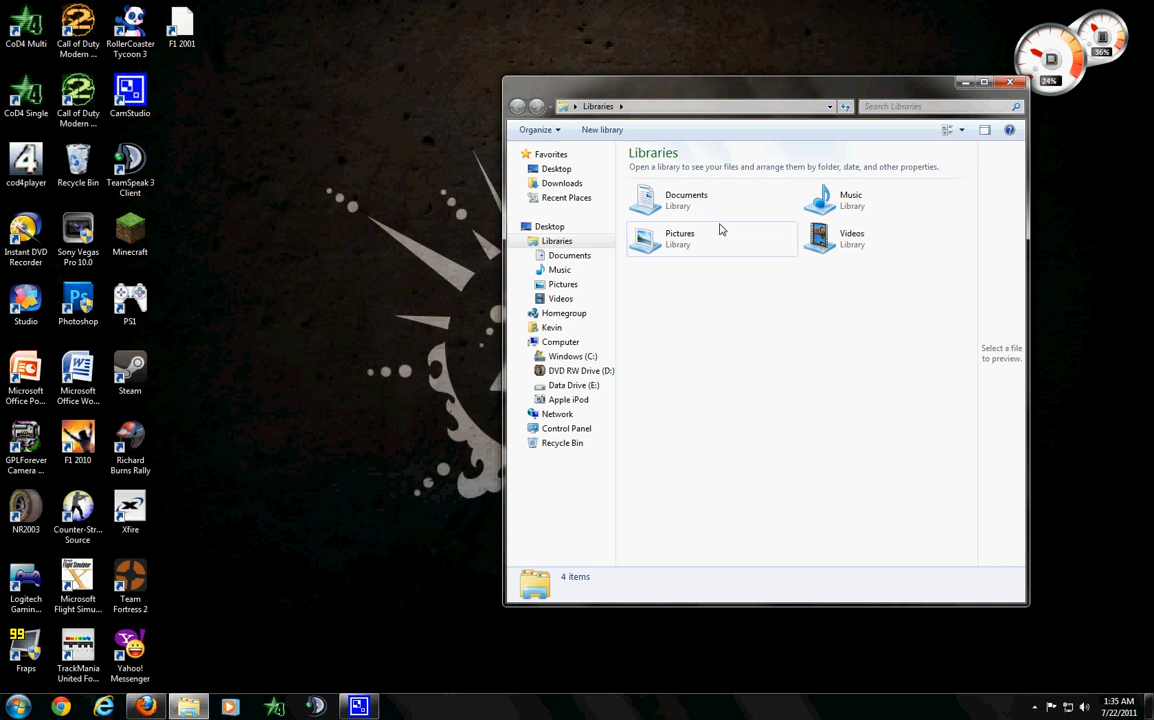 CoD4 Multi
Call of Duty
Modern ...
RollerCoaster
Tycoon 3
F1 2001
CoD4 Single
Call of Duty
Modern ...
CamStudio
cod4player
Recycle Bin
TeamSpeak 3
Client
Instant DVD
Recorder
Sony Vegas
Pro 10.0
Minecraft
Studio
Photoshop
PS1
Microsoft
Office Po...
Microsoft
Office Wo...
Steam
GPLForever
Camera ...
F1 2010
Richard
Burns Rally
NR2003
Counter-Str...
Source
Xfire
Logitech
Gamin...
Microsoft
Flight Simu...
Team
Fortress 2
99
Fraps
TrackMania
United Fo...
Yahoo!
Messenger
36%
24%
Libraries
Search Libraries
Organize
New library
Favorites
Desktop
Downloads
Recent Places
Desktop
Libraries
Documents
Music
Pictures
Videos
Homegroup
Kevin
Computer
Windows (C:)
DVD RW Drive (D:)
Data Drive (E:)
Apple iPod
Network
Control Panel
Recycle Bin
Libraries
Open a library to see your files and arrange them by folder, date, and other properties.
Documents
Library
Music
Library
Pictures
Library
Videos
Library
Select a file
to preview.
4 items
1:35 AM
7/22/2011